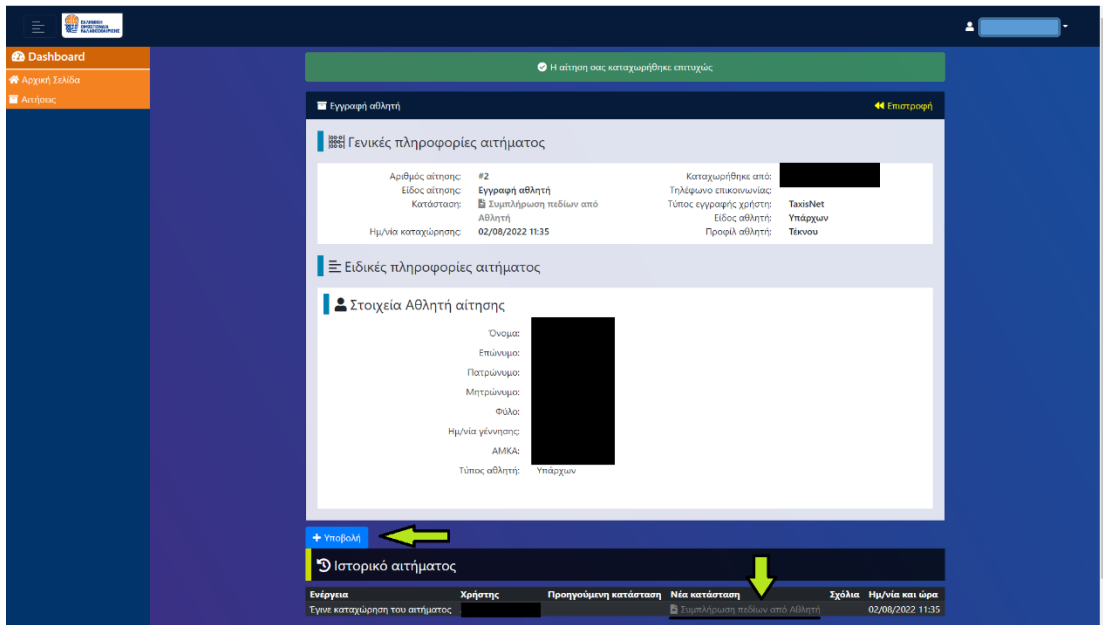 ΕΛΛΗΝΙΚΗ
ΟΜΟΣΠΟΝΔΙΑ
ΚΑΛΑΘΟΣΦΑΙΡΙΣΗΣ
Dashboard
Αρχική Σελίδα
Αιτήσεις
Η αίτηση σας καταχωρήθηκε επιτυχώς
Εγγραφή αθλητή
Επιστροφή
Γενικές πληροφορίες αιτήματος
Αριθμός αίτησης: #2
Είδος αίτησης: Εγγραφή αθλητή
Κατάσταση: Συμπλήρωση πεδίων από
Αθλητή
Ημ/νία καταχώρησης: 02/08/2022 11:35
Καταχωρήθηκε από:
Τηλέφωνο επικοινωνίας:
Τύπος εγγραφής χρήστη: TaxisNet
Είδος αθλητή: Υπάρχων
Προφίλ αθλητή: Τέκνου
Ειδικές πληροφορίες αιτήματος
Στοιχεία Αθλητή αίτησης
Όνομα:
Επώνυμο:
Πατρώνυμο:
Μητρώνυμο:
Φύλο:
Ημ/νία γέννησης:
ΑΜΚΑ:
Τύπος αθλητή: Υπάρχων
+ Υποβολή
Ιστορικό αιτήματος
Ενέργεια Χρήστης Προηγούμενη κατάσταση Νέα κατάσταση Σχόλια Ημ/νία και ώρα
Έγινε καταχώρηση του αιτήματος Συμπλήρωση πεδίων από Αθλητή 02/08/2022 11:35